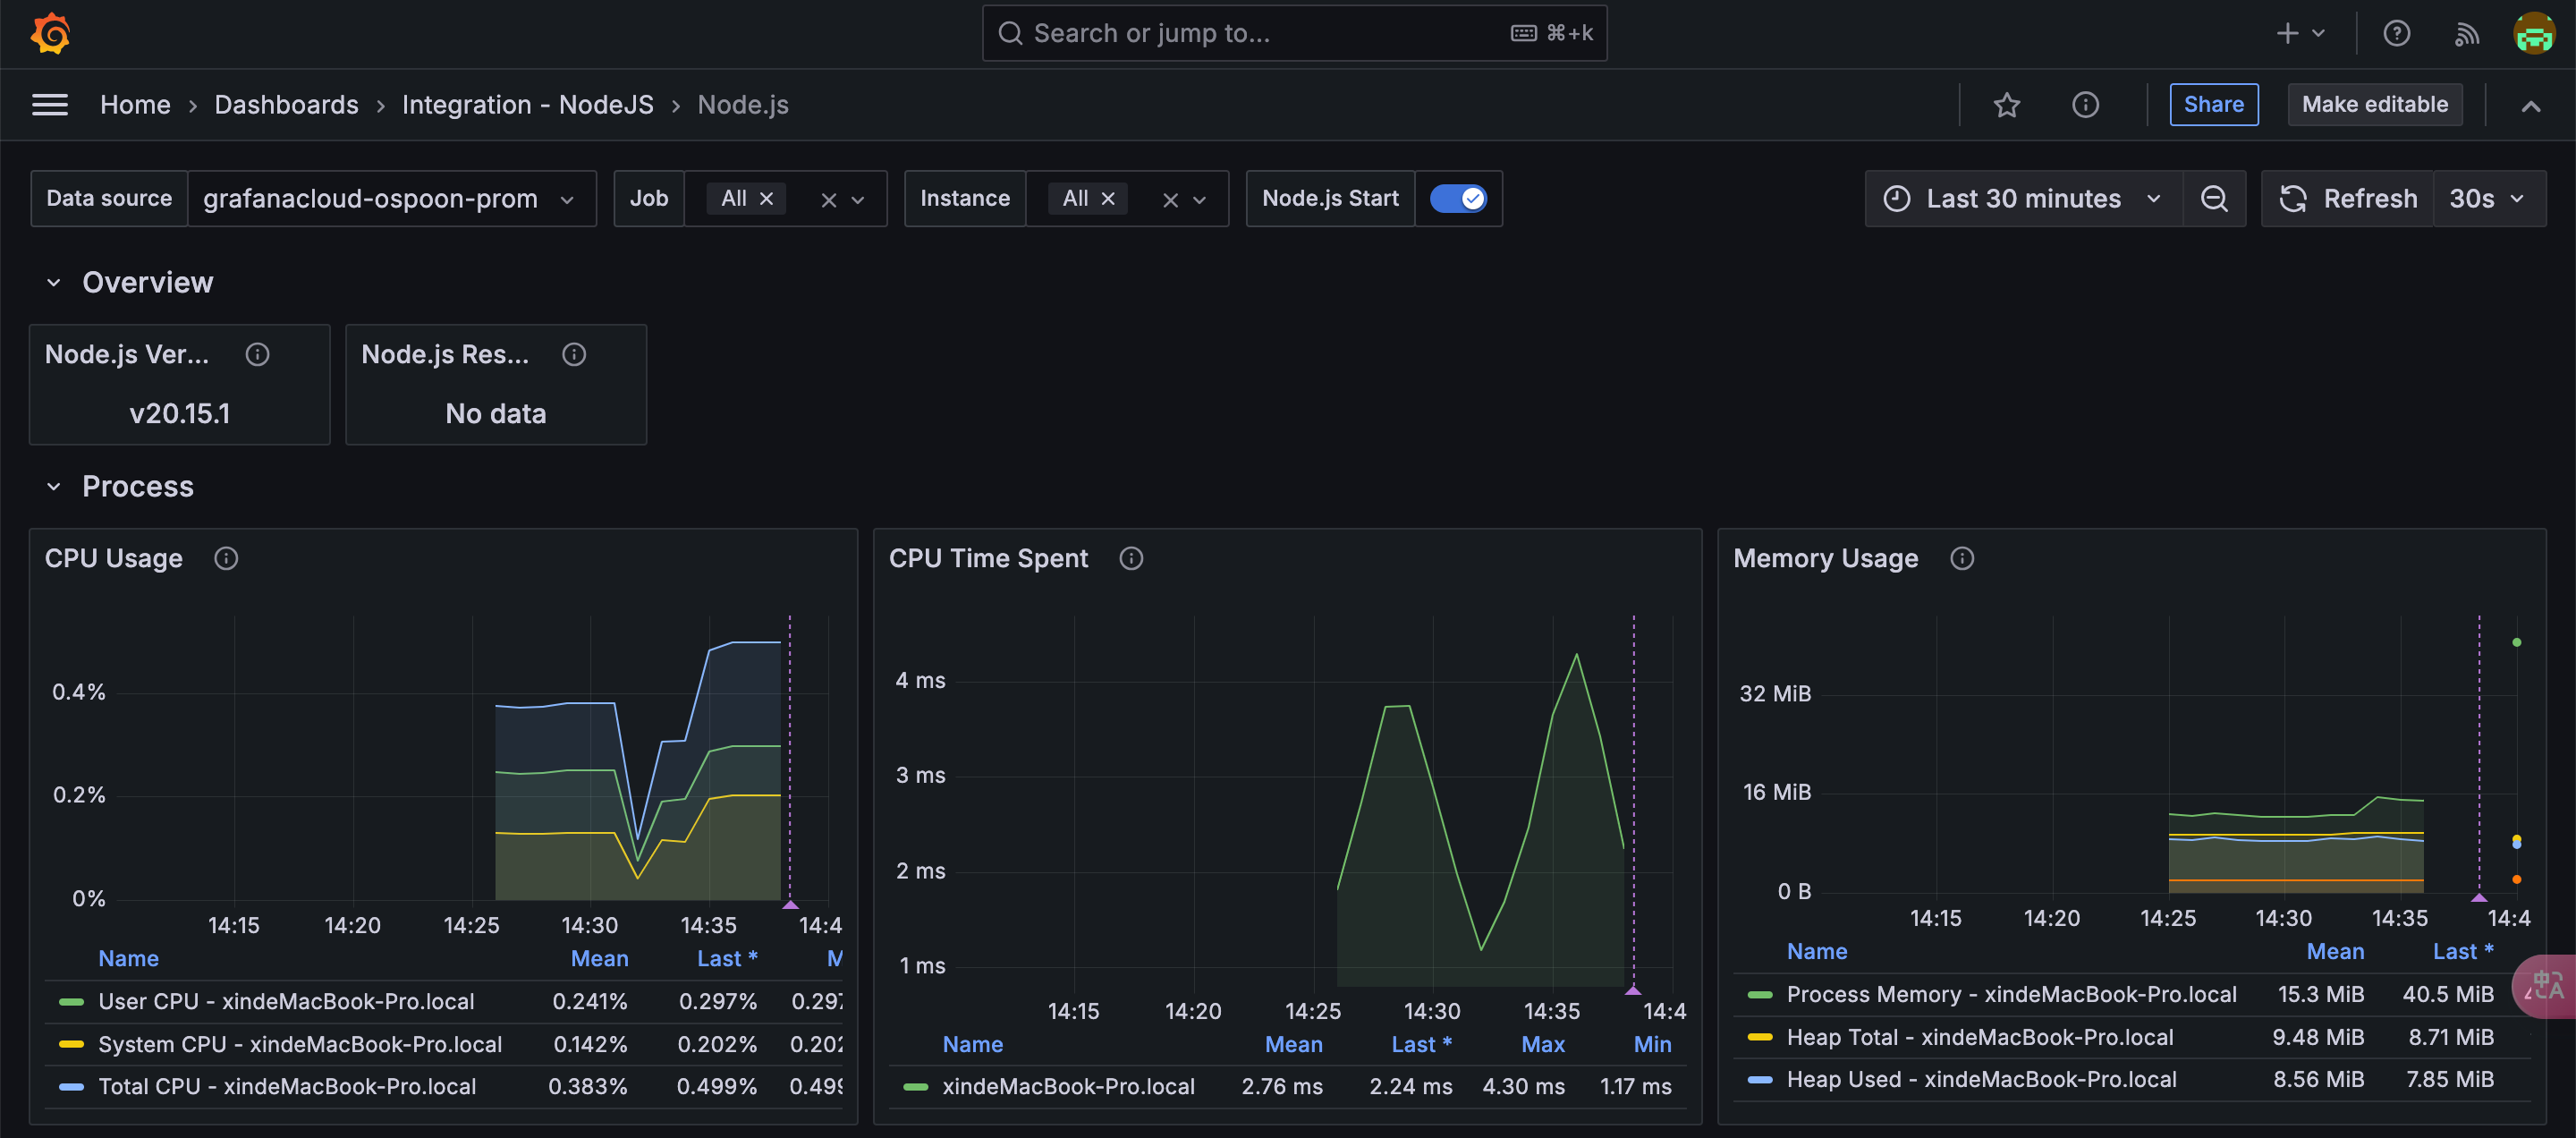 Search or jump to... ⌘+k
Home › Dashboards › Integration - NodeJS › Node.js Share Make editable
Data source grafanacloud-ospoon-prom Job All Instance All Node.js Start Last 30 minutes Refresh 30s
Overview
Node.js Ver... Node.js Res...
v20.15.1 No data
Process
CPU Usage
0.4%
0.2%
0%
14:15 14:20 14:25 14:30 14:35 14:4
Name Mean Last * M
User CPU - xindeMacBook-Pro.local 0.241% 0.297% 0.297
System CPU - xindeMacBook-Pro.local 0.142% 0.202% 0.202
Total CPU - xindeMacBook-Pro.local 0.383% 0.499% 0.499
CPU Time Spent
4 ms
3 ms
2 ms
1 ms
14:15 14:20 14:25 14:30 14:35 14:4
Name Mean Last * Max Min
xindeMacBook-Pro.local 2.76 ms 2.24 ms 4.30 ms 1.17 ms
Memory Usage
32 MiB
16 MiB
0 B
14:15 14:20 14:25 14:30 14:35 14:4
Name Mean Last *
Process Memory - xindeMacBook-Pro.local 15.3 MiB 40.5 MiB
Heap Total - xindeMacBook-Pro.local 9.48 MiB 8.71 MiB
Heap Used - xindeMacBook-Pro.local 8.56 MiB 7.85 MiB
中 A